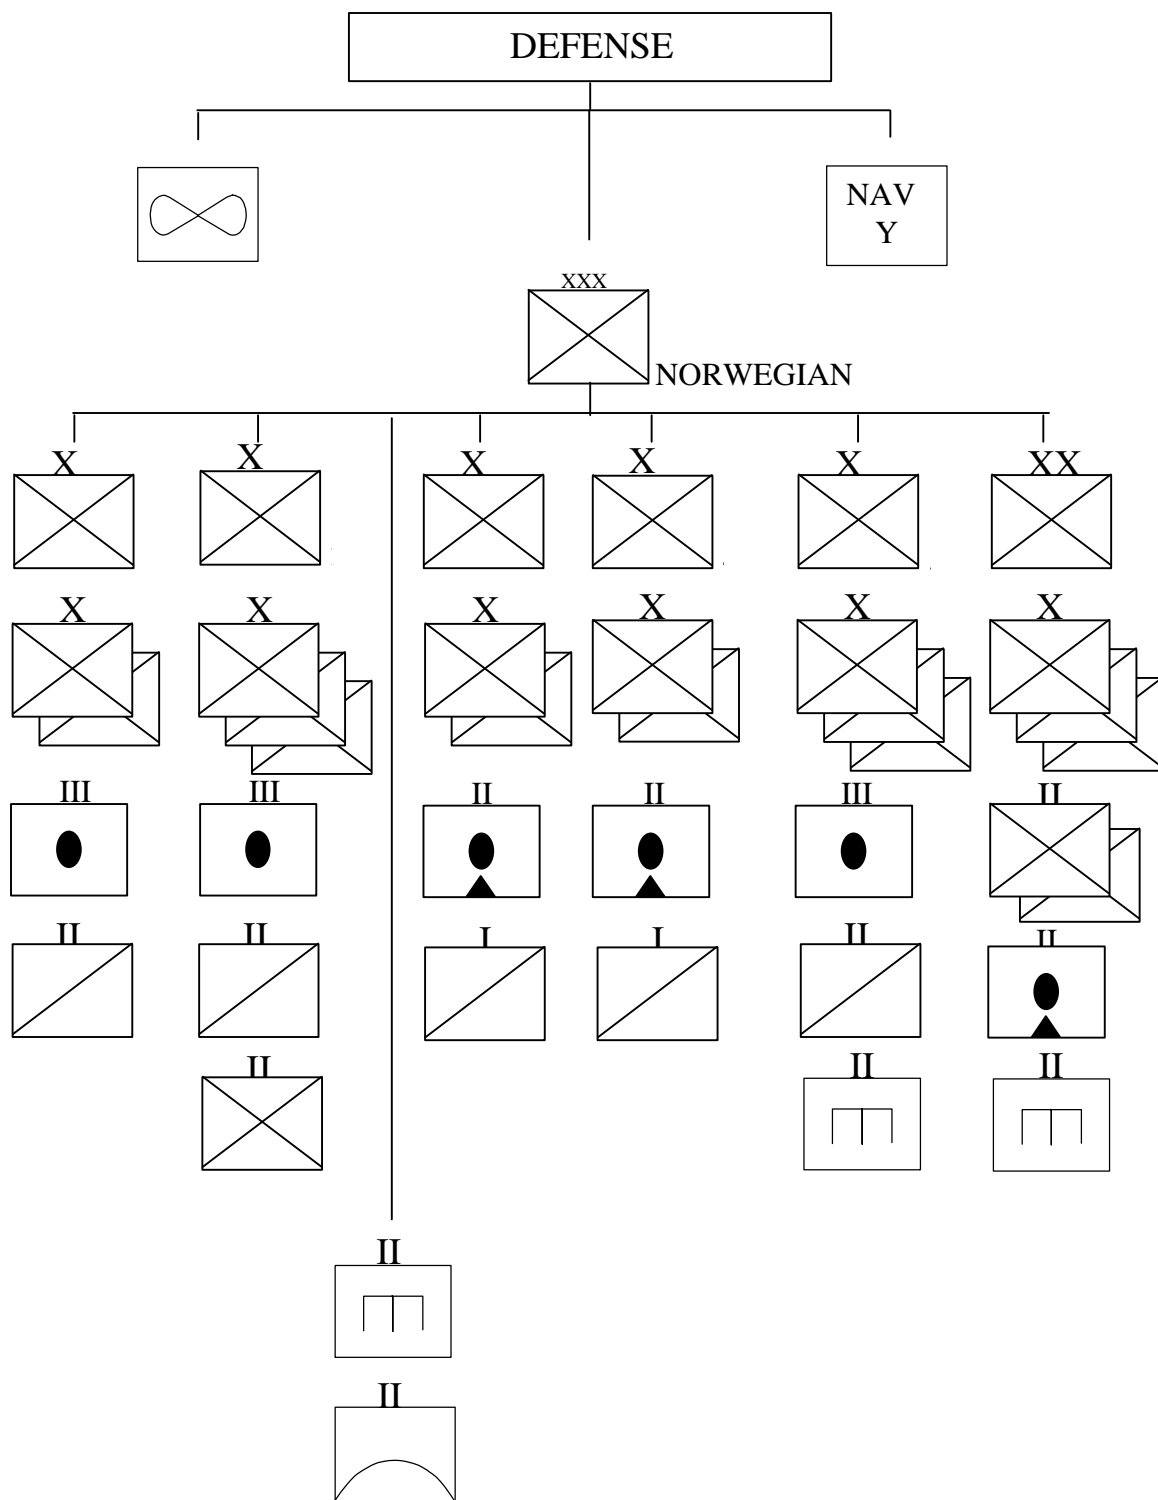 DEFENSE
NAV
Y
XXX
NORWEGIAN
X X X X X XX
X X X X X X
III III II II III II
II II I I II II
II II II
II
II